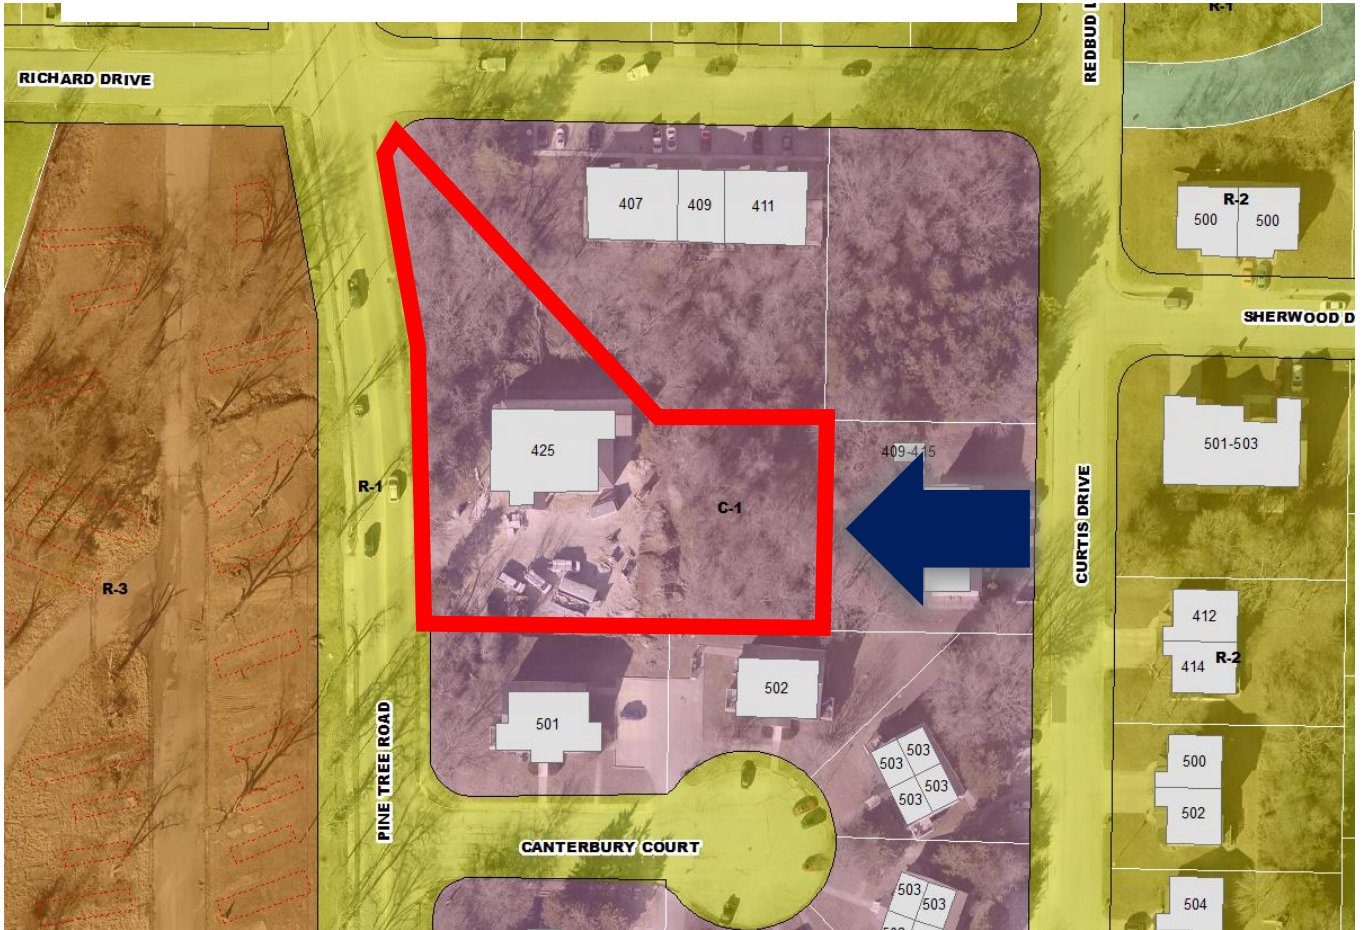 R-1
REDBUD
RICHARD DRIVE
407
409
411
R-2
500
500
SHERWOOD D
425
409-415
501-503
R-1
C-1
CURTIS DRIVE
R-3
412
414
R-2
502
501
PINE TREE ROAD
503
503
503
503
500
502
CANTERBURY COURT
503
503
504